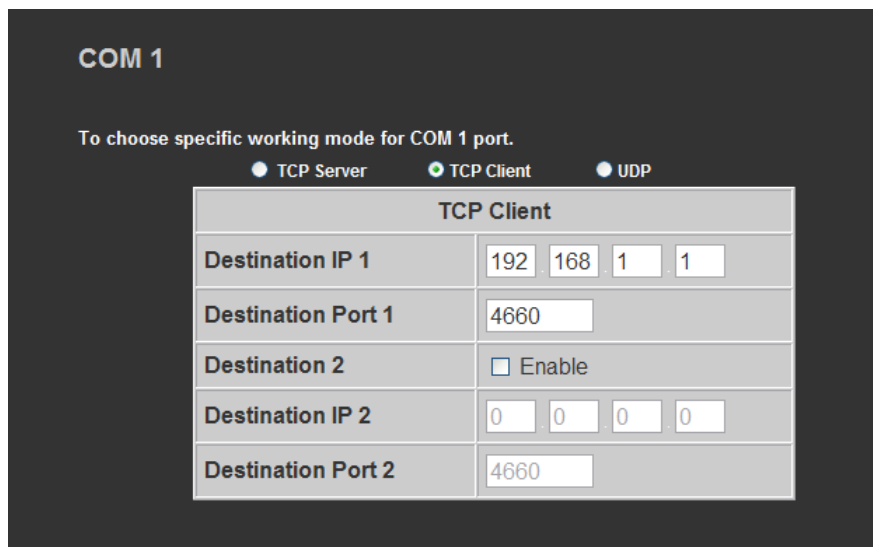 COM 1
To choose specific working mode for COM 1 port.
TCP Server TCP Client UDP
TCP Client
Destination IP 1 192 . 168 . 1 . 1
Destination Port 1 4660
Destination 2 Enable
Destination IP 2 0 . 0 . 0 . 0
Destination Port 2 4660